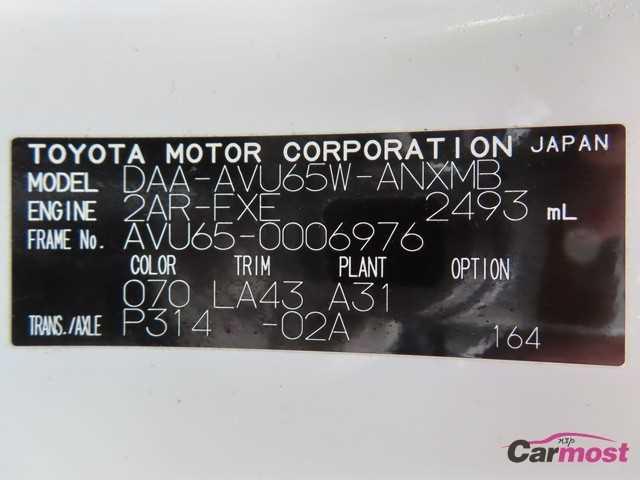 TOYOTA MOTOR CORPORATION JAPAN
MODEL DAA-AVU65W-ANXMB
ENGINE 2AR-FXE 2493 mL
FRAME No. AVU65-0006976
COLOR TRIM PLANT OPTION
070 LA43 A31
TRANS./AXLE P314 -02A 164
nxp
Carmost